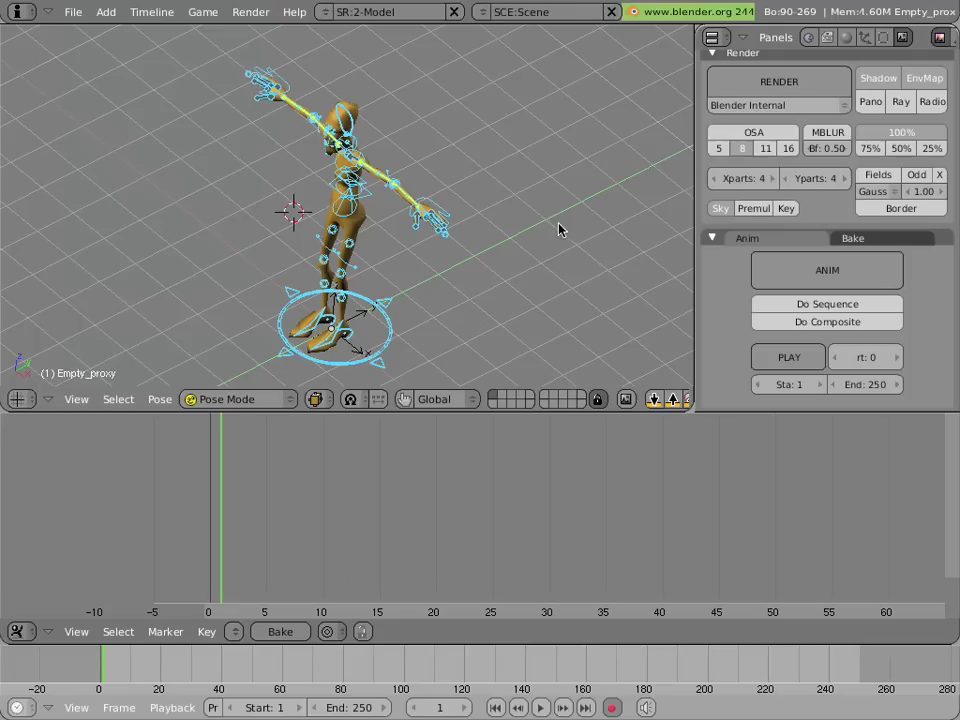 File Add Timeline Game Render Help SR:2-Model SCE:Scene www.blender.org 244 Bo:90-269 | Mem:4.60M Empty_prox
Panels
Render
RENDER Shadow EnvMap
Blender Internal Pano Ray Radio
OSA MBLUR 100%
5 8 11 16 Bf: 0.50 75% 50% 25%
Xparts: 4 Yparts: 4 Fields Odd X
Gauss 1.00
Sky Premul Key Border
Anim Bake
ANIM
Do Sequence
Do Composite
PLAY rt: 0
Sta: 1 End: 250
z
x
(1) Empty_proxy
View Select Pose Pose Mode Global
-10 -5 0 5 10 15 20 25 30 35 40 45 50 55 60
View Select Marker Key Bake
-20 0 20 40 60 80 100 120 140 160 180 200 220 240 260 280
View Frame Playback Pr Start: 1 End: 250 1